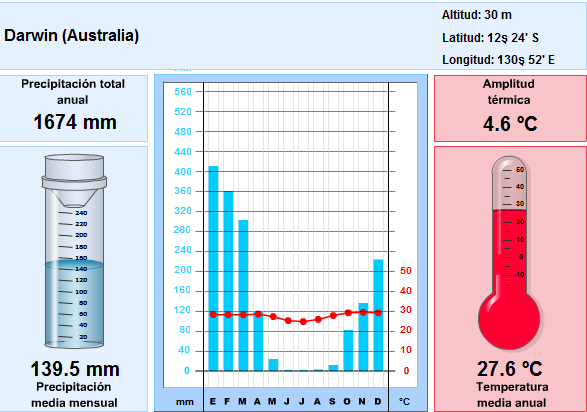 Darwin (Australia)
Altitud: 30 m
Latitud: 12ş 24' S
Longitud: 130ş 52' E
Precipitación total
anual
1674 mm
240
220
200
180
160
140
120
100
80
60
40
20
139.5 mm
Precipitación
media mensual
560
520
480
440
400
360
320
280
240
200
160
120
80
40
0
50
40
30
20
10
0
mm E F M A M J J A S O N D °C
Amplitud
térmica
4.6 ºC
50
40
30
20
10
0
10
27.6 ºC
Temperatura
media anual